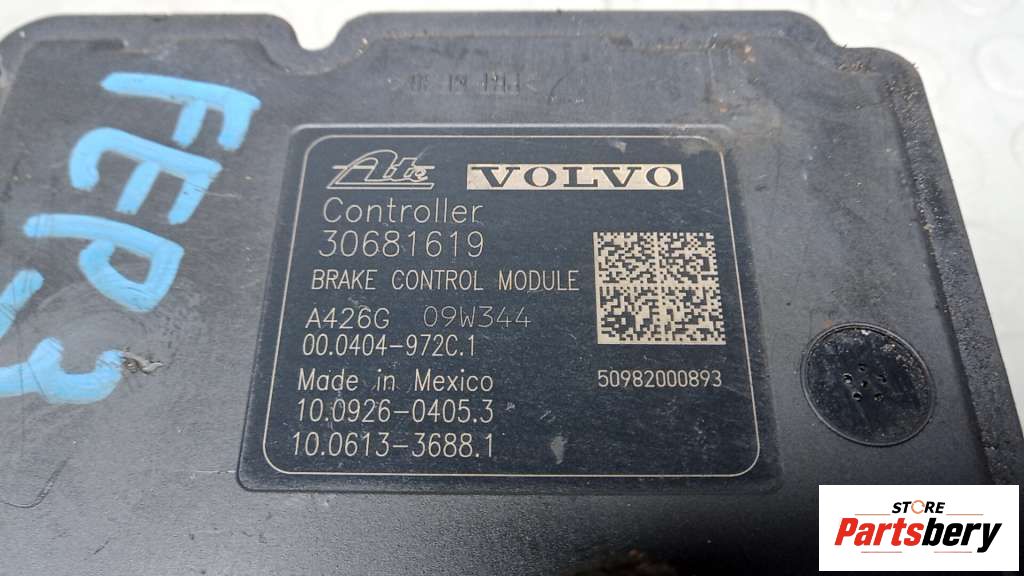 Ate VOLVO
Controller
30681619
BRAKE CONTROL MODULE
A426G 09W344
00.0404-972C.1
Made in Mexico
50982000893
10.0926-0405.3
10.0613-3688.1
STORE
Partsbery